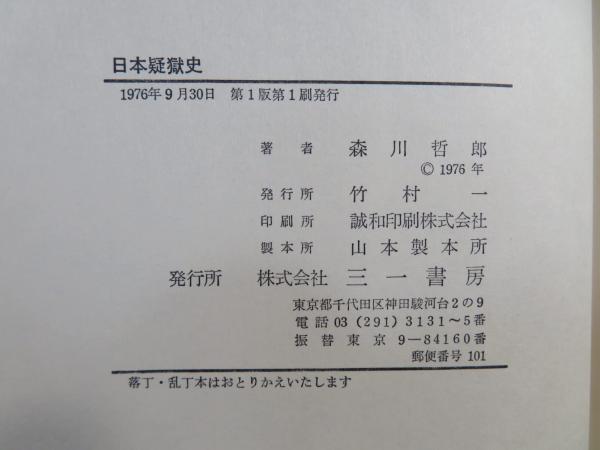 日本疑獄史
1976年9月30日 第1版第1刷発行
著者 森川哲郎
© 1976 年
発行所 竹村一
印刷所 誠和印刷株式会社
製本所 山本製本所
発行所 株式会社 三一書房
東京都千代田区神田駿河台2の9
電話 03 (291) 3131〜5番
振替東京 9—84160番
郵便番号 101
落丁・乱丁本はおとりかえいたします